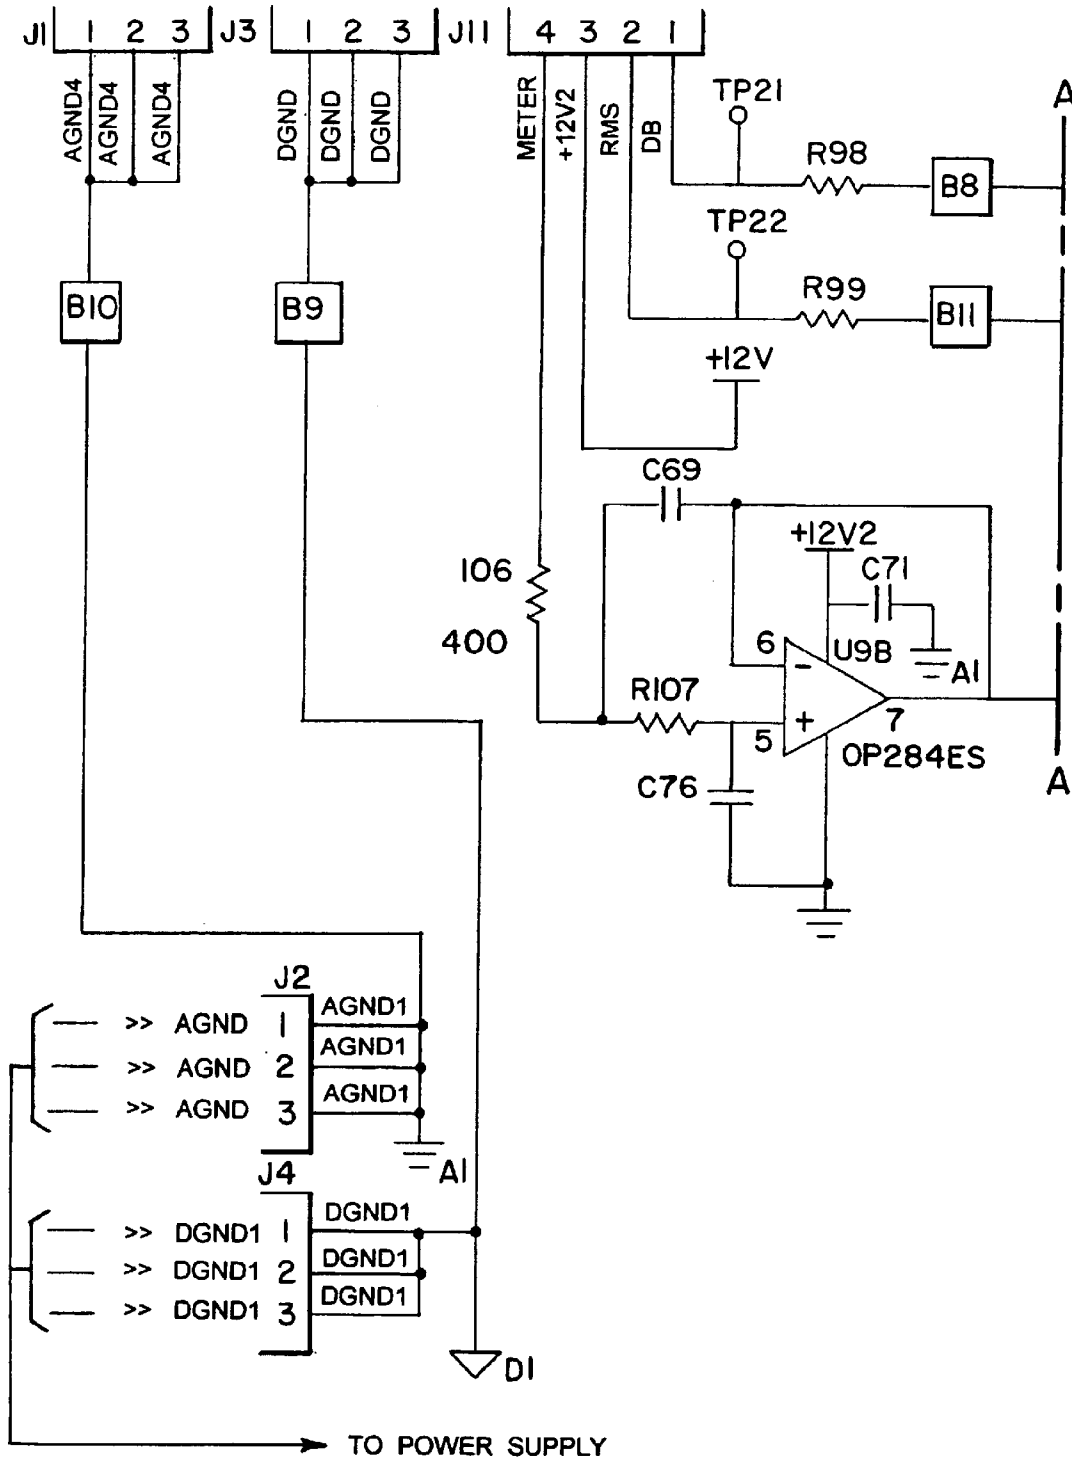 J1 1 2 3 J3 1 2 3 J11 4 3 2 1
AGND4 AGND4 AGND4 DGND DGND DGND METER +12V2 RMS DB
TP21
A
R98
B8
TP22
R99
B10 B9 B11
+12V
C69
+12V2
C71
106
400
6 U9B
A1
R107
-
+
5 7
OP284ES
C76
A
J2
AGND1
>> AGND 1
AGND1
>> AGND 2
AGND1
>> AGND 3
A1
J4
DGND1
>> DGND1 1
DGND1
>> DGND1 2
DGND1
>> DGND1 3
D1
TO POWER SUPPLY